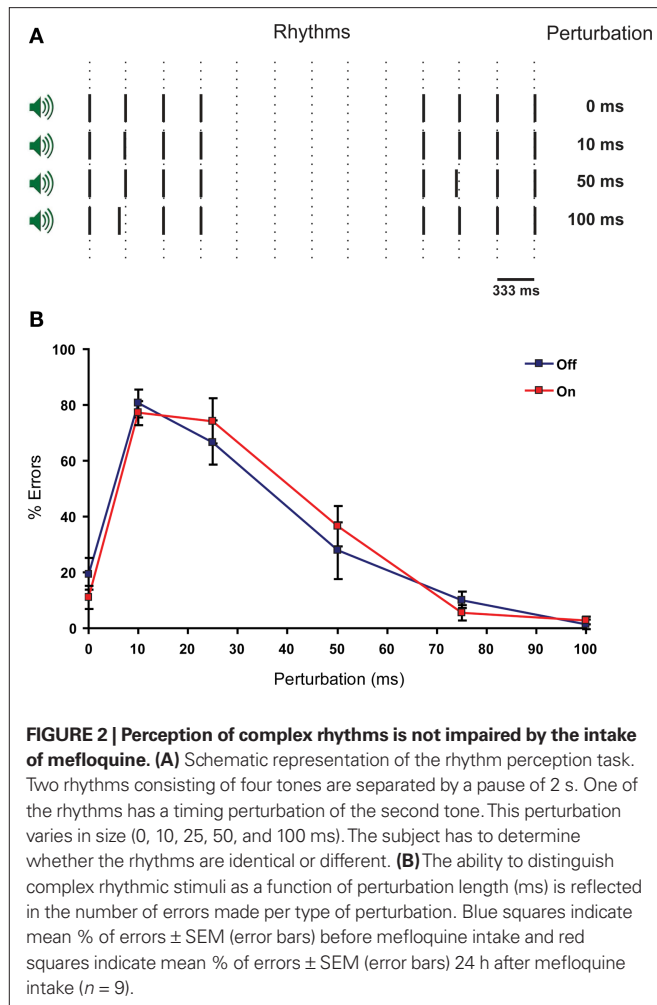 A
Rhythms
Perturbation
0 ms
10 ms
50 ms
100 ms
333 ms
B
100
80
60
40
20
0
% Errors
Off
On
0 10 20 30 40 50 60 70 80 90 100
Perturbation (ms)
FIGURE 2 | Perception of complex rhythms is not impaired by the intake
of mefloquine. (A) Schematic representation of the rhythm perception task.
Two rhythms consisting of four tones are separated by a pause of 2 s. One of
the rhythms has a timing perturbation of the second tone. This perturbation
varies in size (0, 10, 25, 50, and 100 ms). The subject has to determine
whether the rhythms are identical or different. (B) The ability to distinguish
complex rhythmic stimuli as a function of perturbation length (ms) is reflected
in the number of errors made per type of perturbation. Blue squares indicate
mean % of errors ± SEM (error bars) before mefloquine intake and red
squares indicate mean % of errors ± SEM (error bars) 24 h after mefloquine
intake (n = 9).